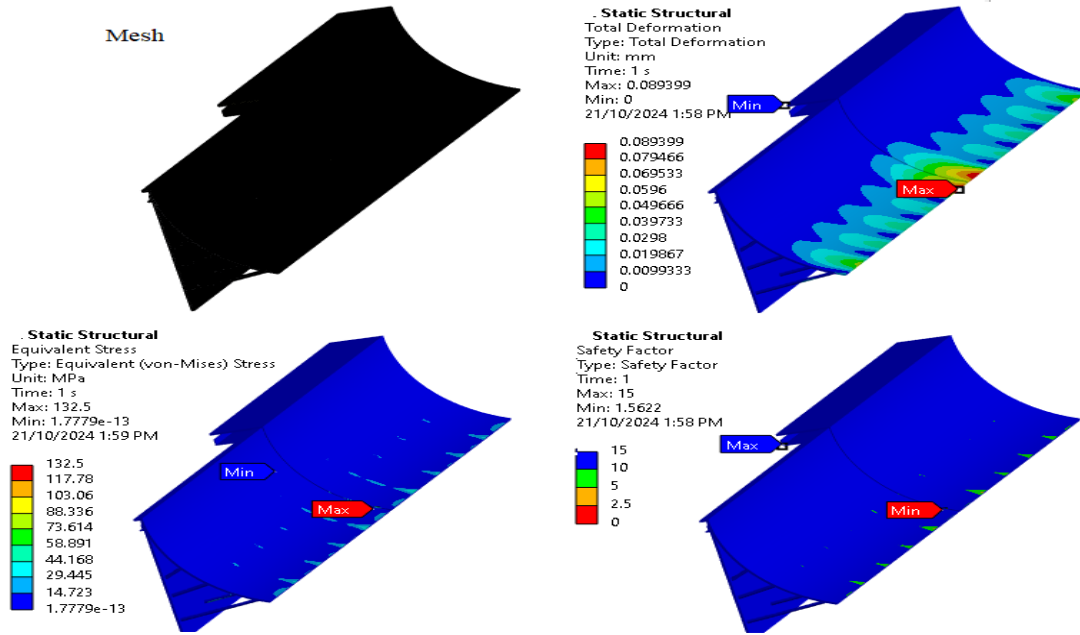 Mesh
. Static Structural
Total Deformation
Type: Total Deformation
Unit: mm
Time: 1 s
Max: 0.089399
Min: 0
21/10/2024 1:58 PM
0.089399
0.079466
0.069533
0.0596
0.049666
0.039733
0.0298
0.019867
0.0099333
0
Min
Max
. Static Structural
Equivalent Stress
Type: Equivalent (von-Mises) Stress
Unit: MPa
Time: 1 s
Max: 132.5
Min: 1.7779e-13
21/10/2024 1:59 PM
132.5
117.78
103.06
88.336
73.614
58.891
44.168
29.445
14.723
1.7779e-13
Min
Max
Static Structural
Safety Factor
Type: Safety Factor
Time: 1
Max: 15
Min: 1.5622
21/10/2024 1:58 PM
15
10
5
2.5
0
Max
Min